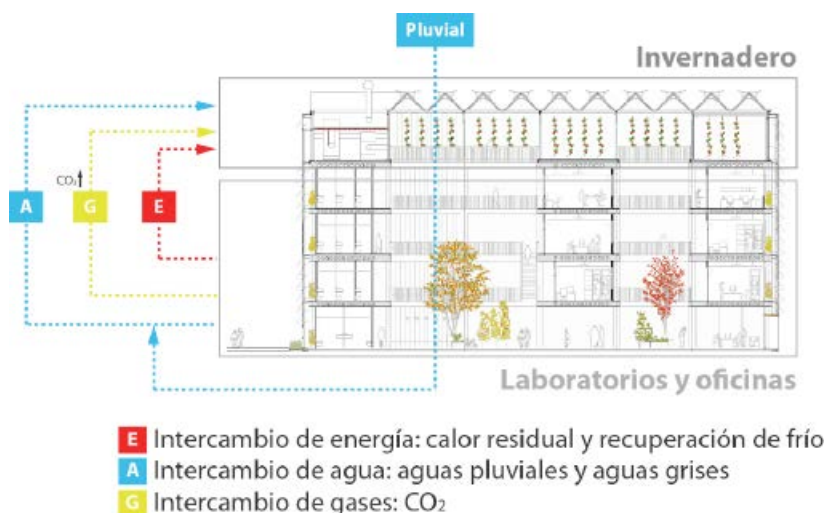 Pluvial
Invernadero
CO₂
A
G
E
Laboratorios y oficinas
E Intercambio de energía: calor residual y recuperación de frío
A Intercambio de agua: aguas pluviales y aguas grises
G Intercambio de gases: CO₂